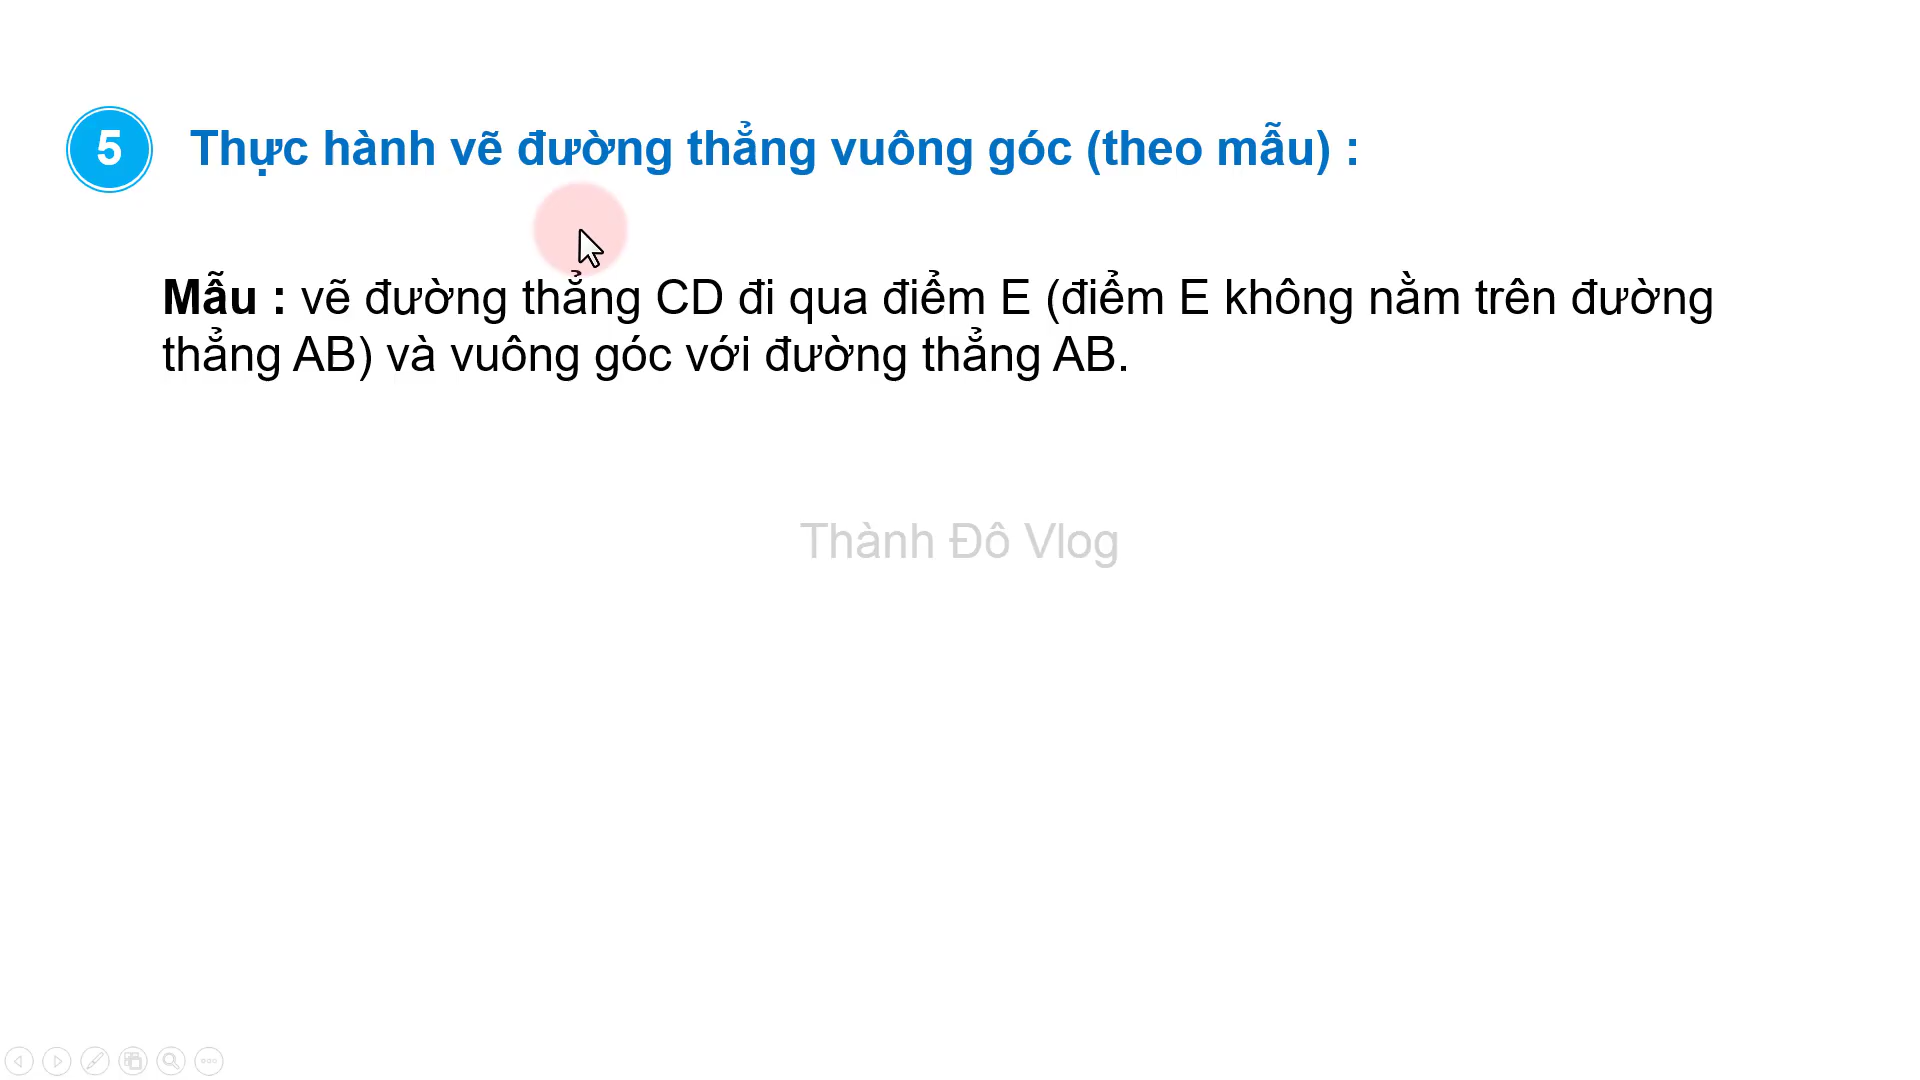 5 Thực hành vẽ đường thẳng vuông góc (theo mẫu) :
Mẫu : vẽ đường thẳng CD đi qua điểm E (điểm E không nằm trên đường
thẳng AB) và vuông góc với đường thẳng AB.
Thành Đô Vlog